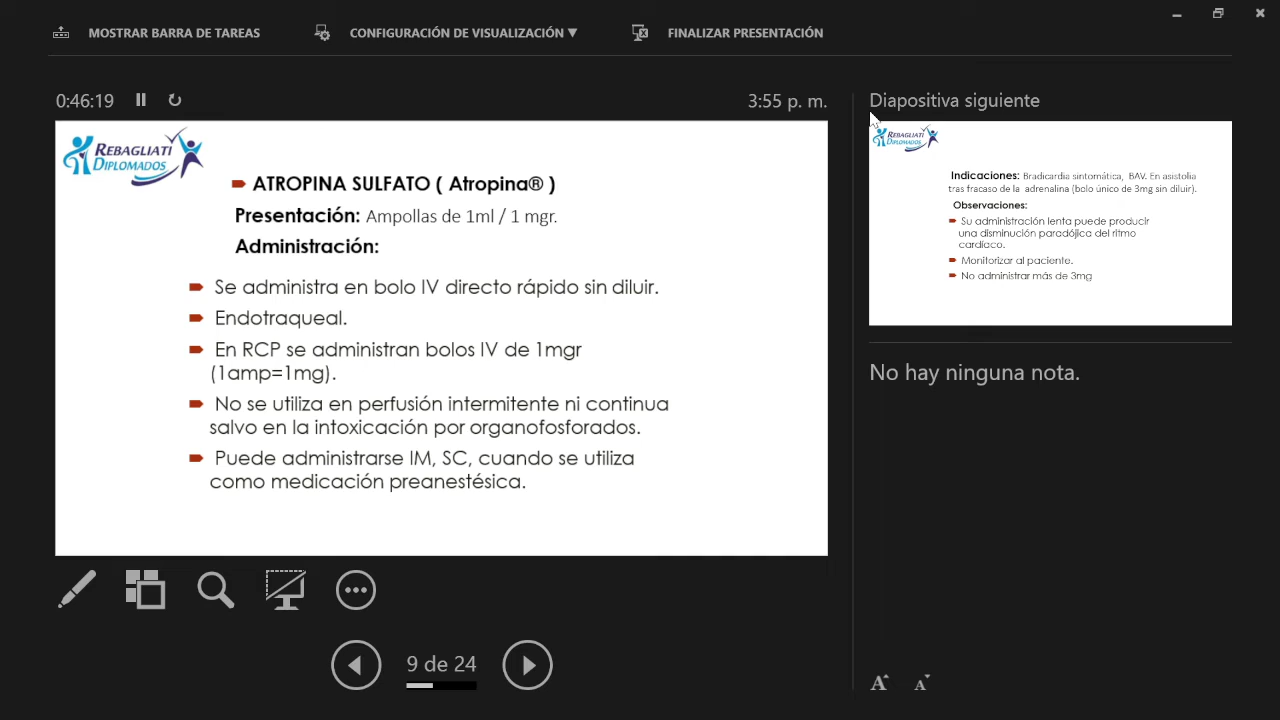 MOSTRAR BARRA DE TAREAS
CONFIGURACIÓN DE VISUALIZACIÓN ▼
FINALIZAR PRESENTACIÓN
0:46:19
3:55 p. m.
REBAGLIATI
DIPLOMADOS
ATROPINA SULFATO ( Atropina® )
Presentación: Ampollas de 1ml / 1 mgr.
Administración:
Se administra en bolo IV directo rápido sin diluir.
Endotraqueal.
En RCP se administran bolos IV de 1mgr
(1amp=1mg).
No se utiliza en perfusión intermitente ni continua
salvo en la intoxicación por organofosforados.
Puede administrarse IM, SC, cuando se utiliza
como medicación preanestésica.
9 de 24
Diapositiva siguiente
REBAGLIATI
DIPLOMADOS
Indicaciones: Bradicardia sintomática, BAV. En asistolia
tras fracaso de la adrenalina (bolo único de 3mg sin diluir).
Observaciones:
Su administración lenta puede producir
una disminución paradójica del ritmo
cardíaco.
Monitorizar al paciente.
No administrar más de 3mg
No hay ninguna nota.
A A